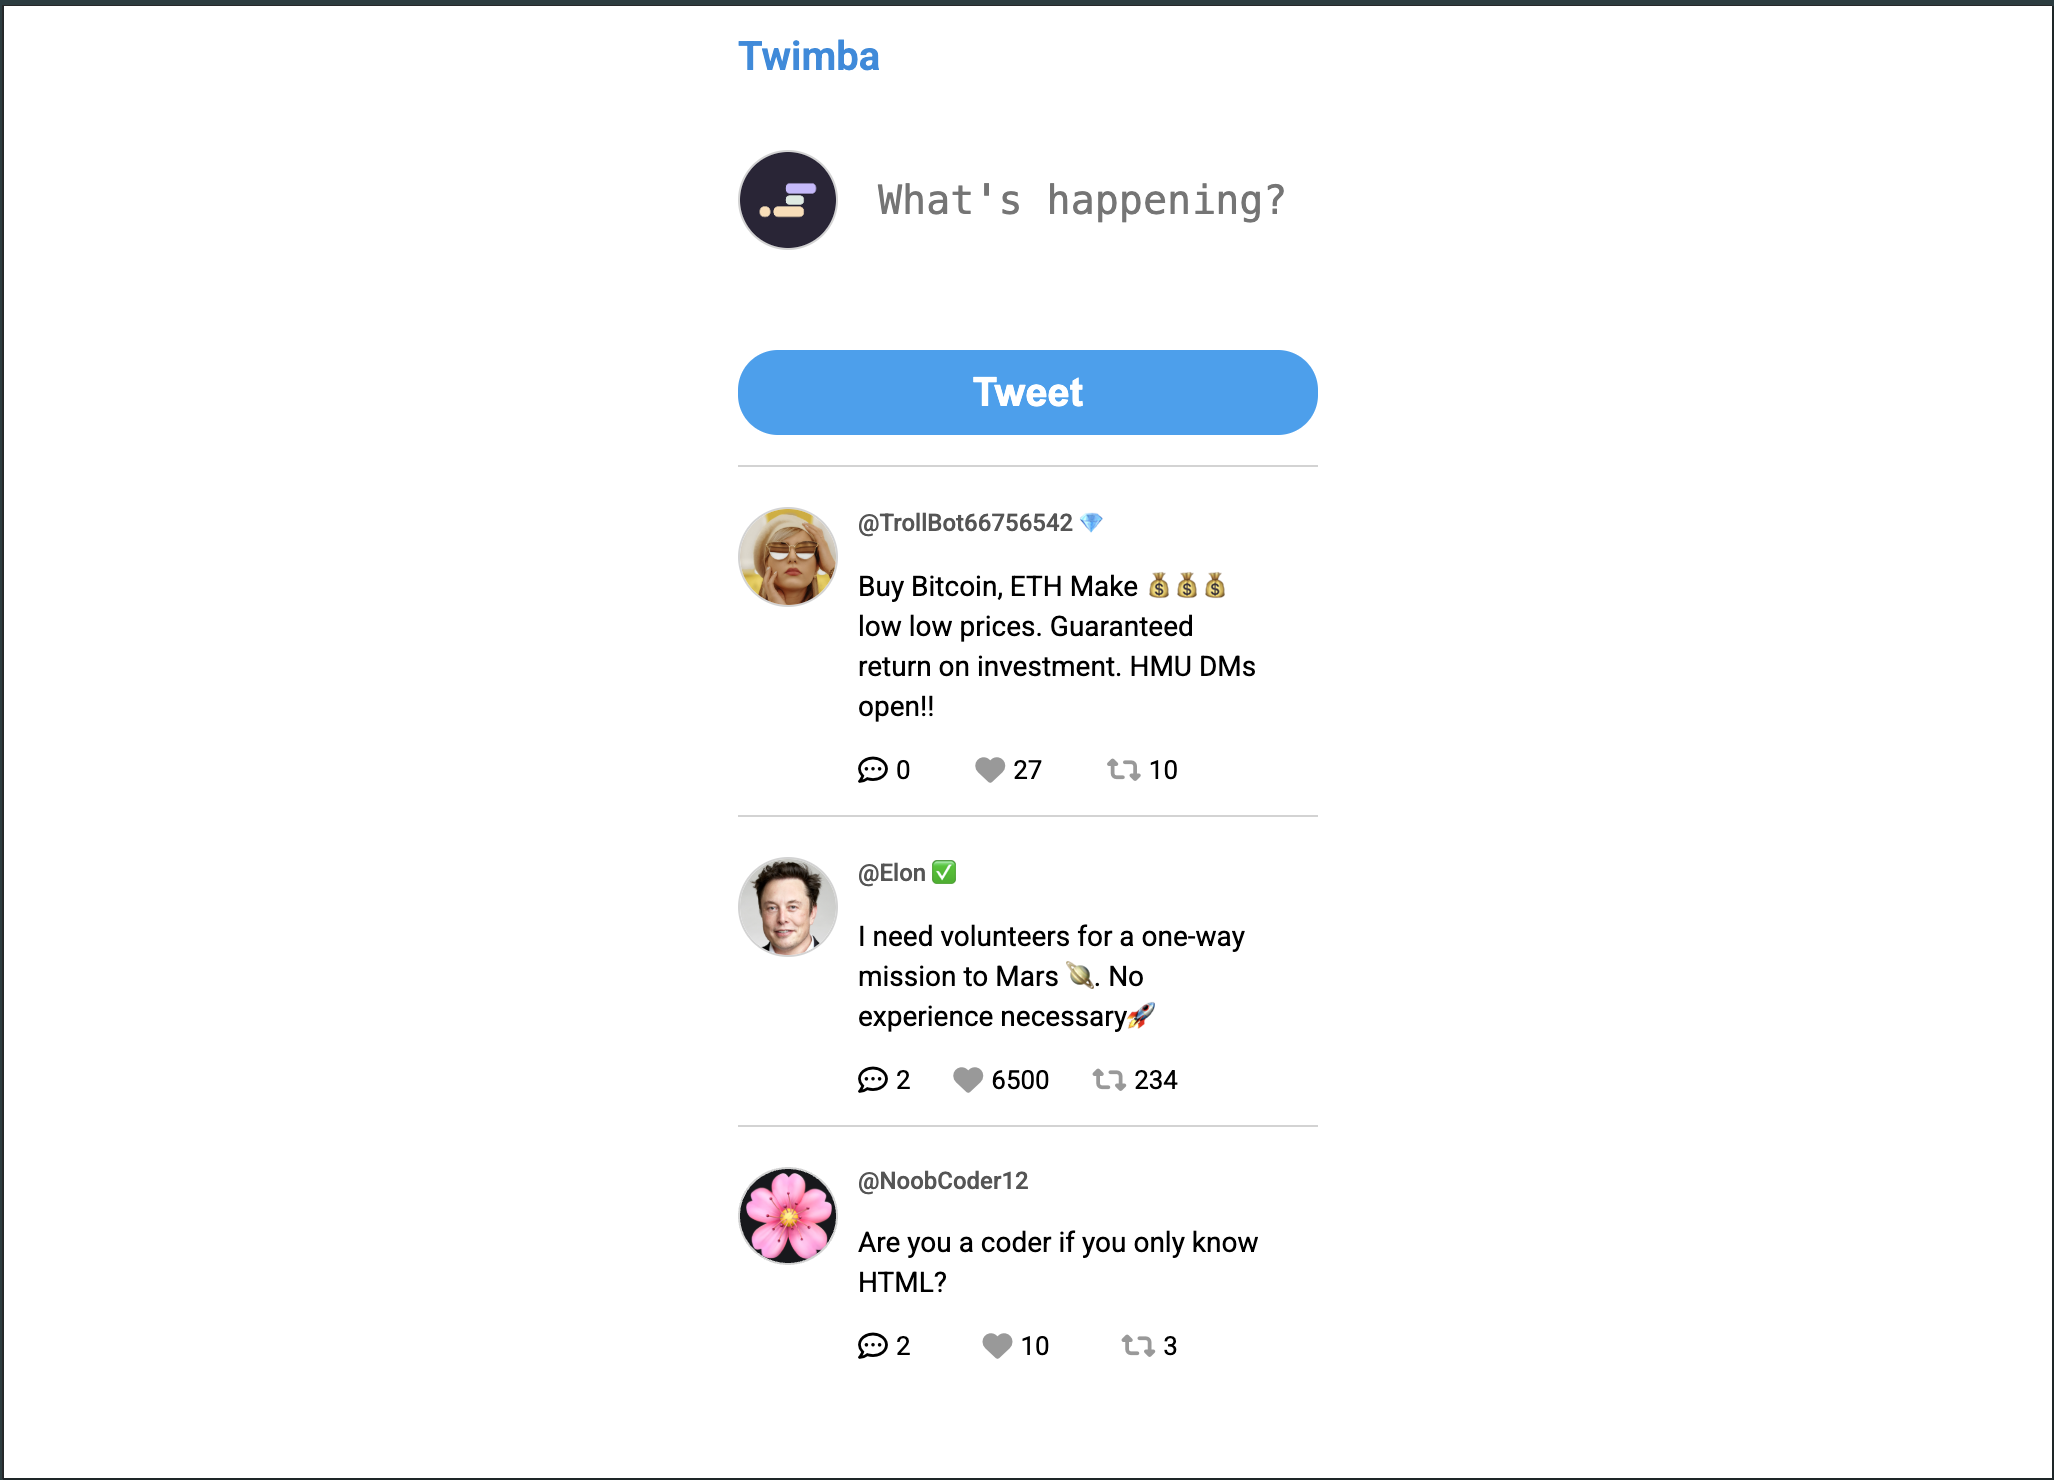 Twimba
What's happening?
Tweet
@TrollBot66756542 💎
Buy Bitcoin, ETH Make 💰💰💰
low low prices. Guaranteed
return on investment. HMU DMs
open!!
0 27 10
@Elon ✅
I need volunteers for a one-way
mission to Mars 🪐. No
experience necessary🚀
2 6500 234
@NoobCoder12
Are you a coder if you only know
HTML?
2 10 3